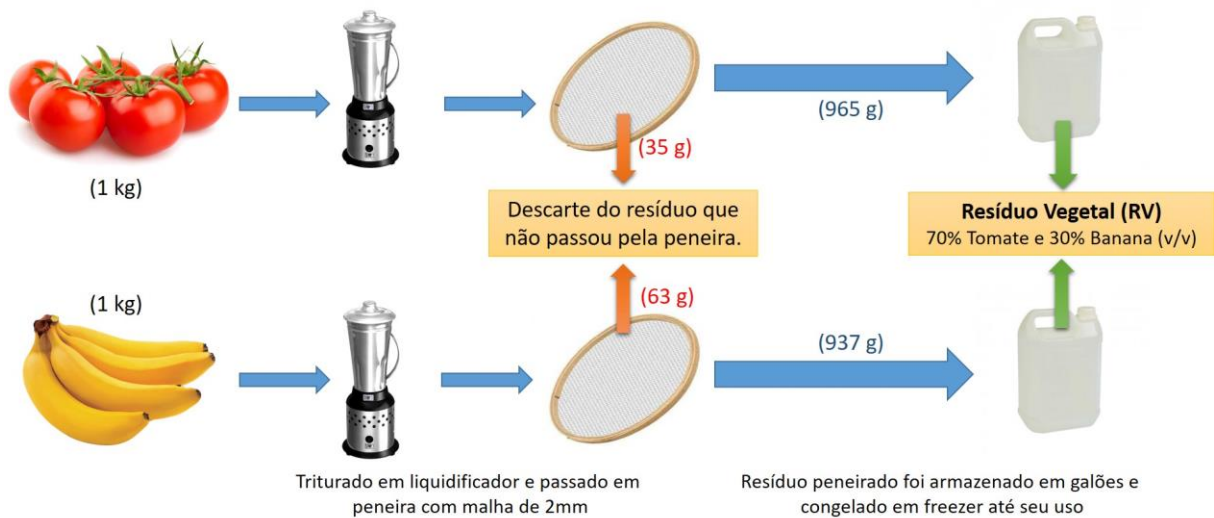 (1 kg)
(35 g)
(965 g)
Descarte do resíduo que
não passou pela peneira.
Resíduo Vegetal (RV)
70% Tomate e 30% Banana (v/v)
(1 kg)
(63 g)
(937 g)
Triturado em liquidificador e passado em
peneira com malha de 2mm
Resíduo peneirado foi armazenado em galões e
congelado em freezer até seu uso